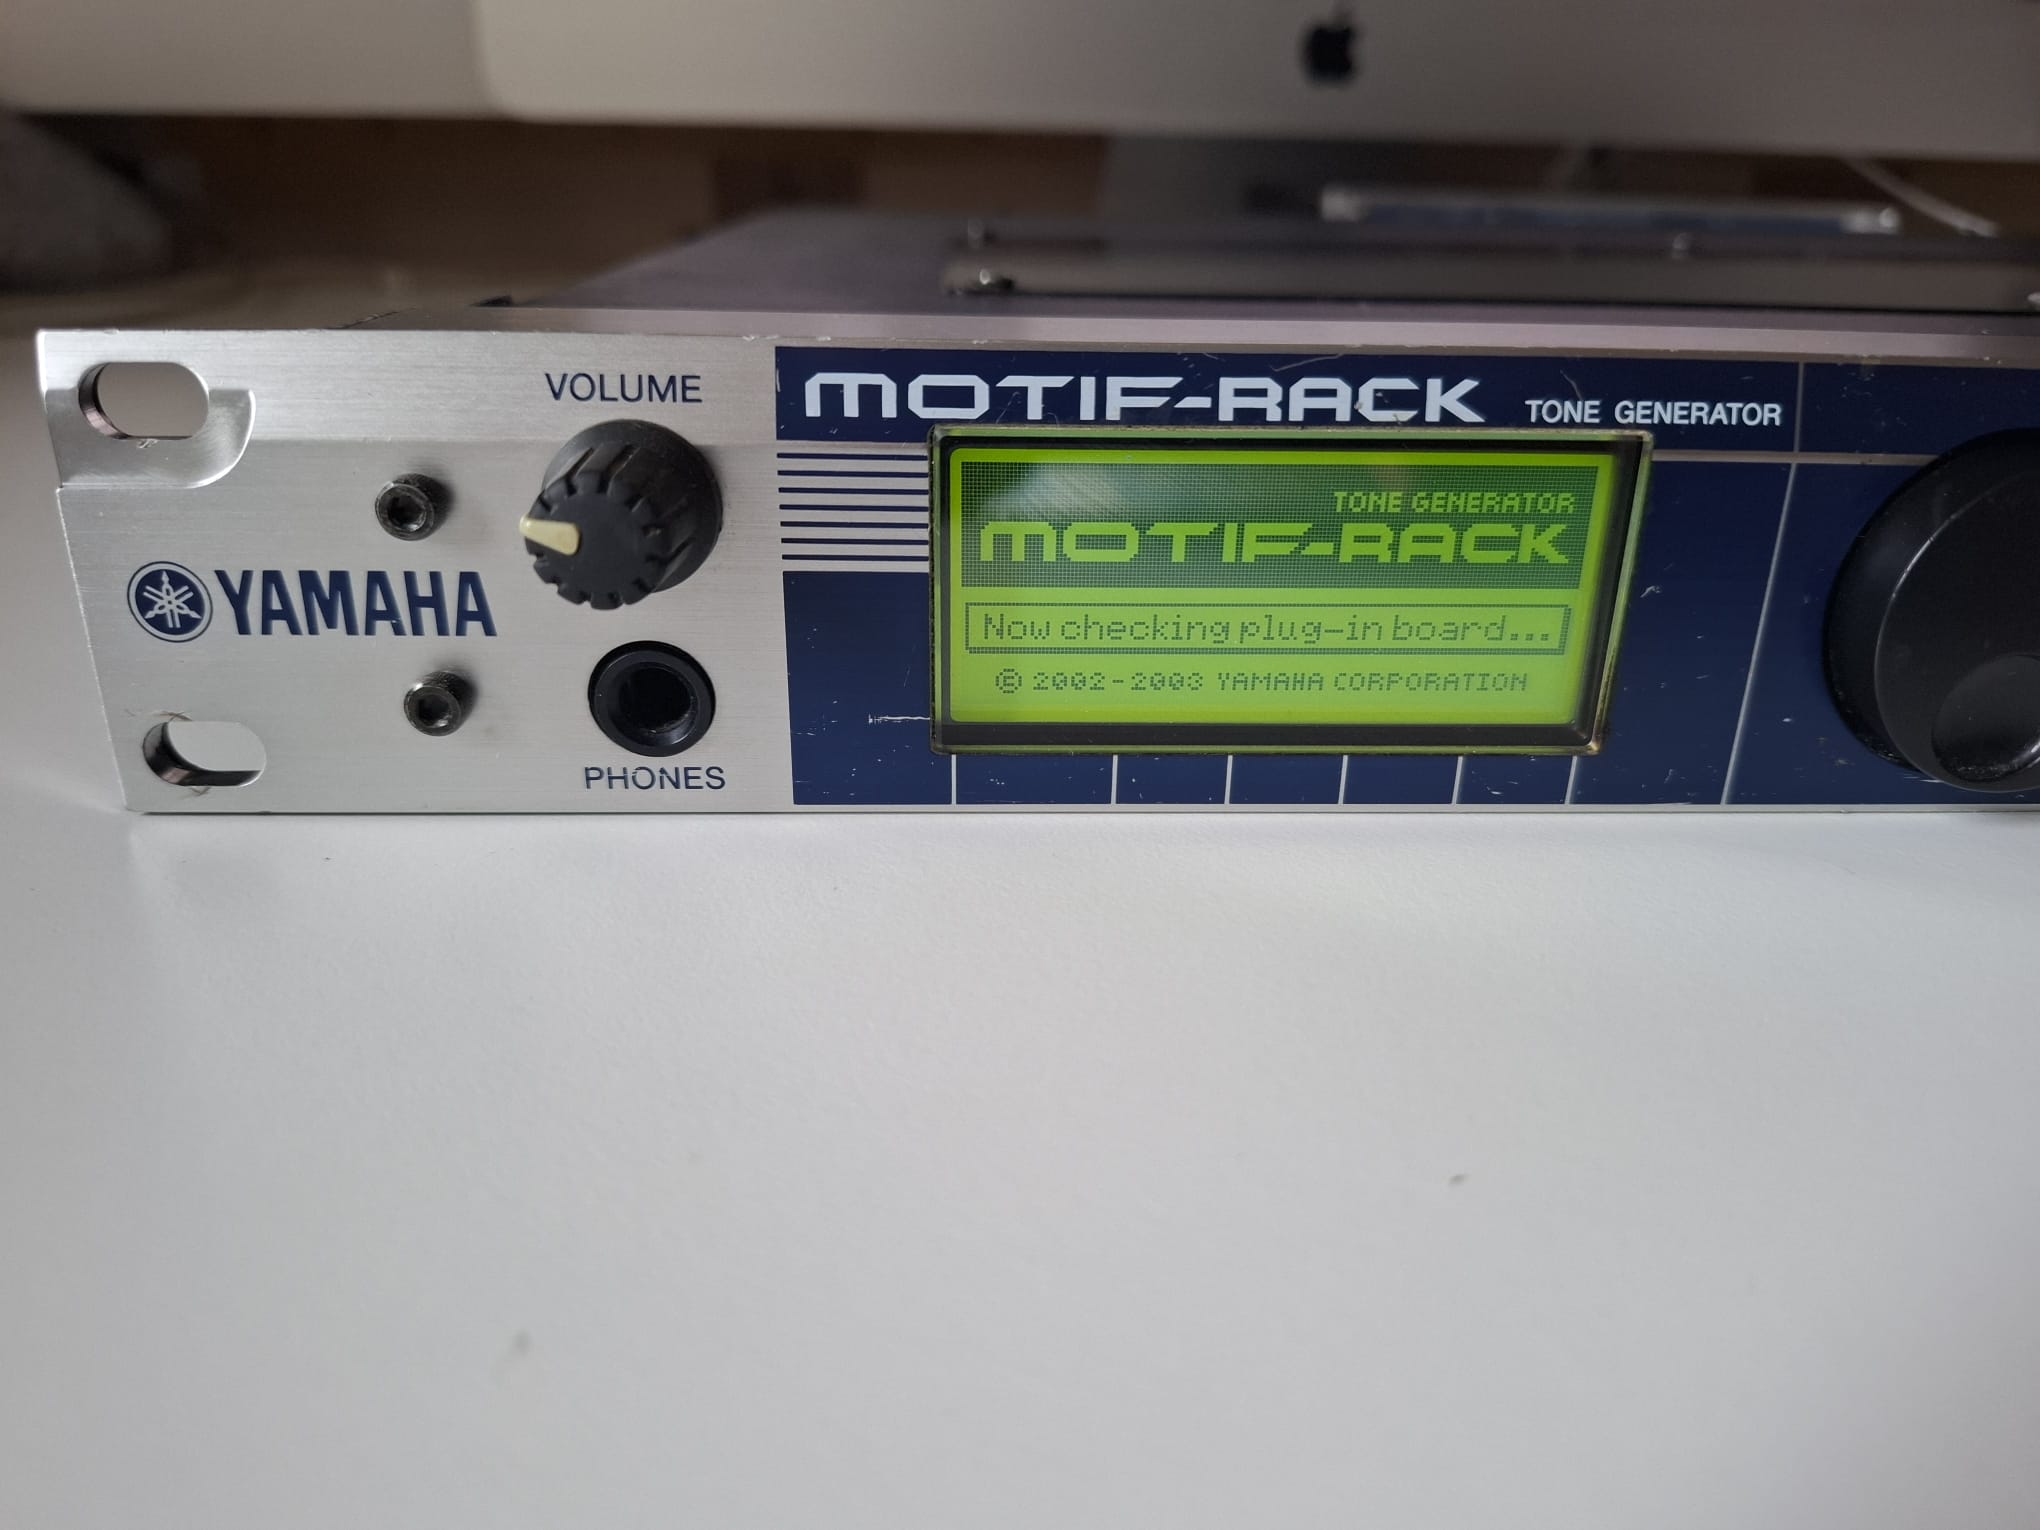 VOLUME
MOTIF-RACK TONE GENERATOR
TONE GENERATOR
MOTIF-RACK
YAMAHA
Now checking plug-in board...
© 2002-2003 YAMAHA CORPORATION
PHONES